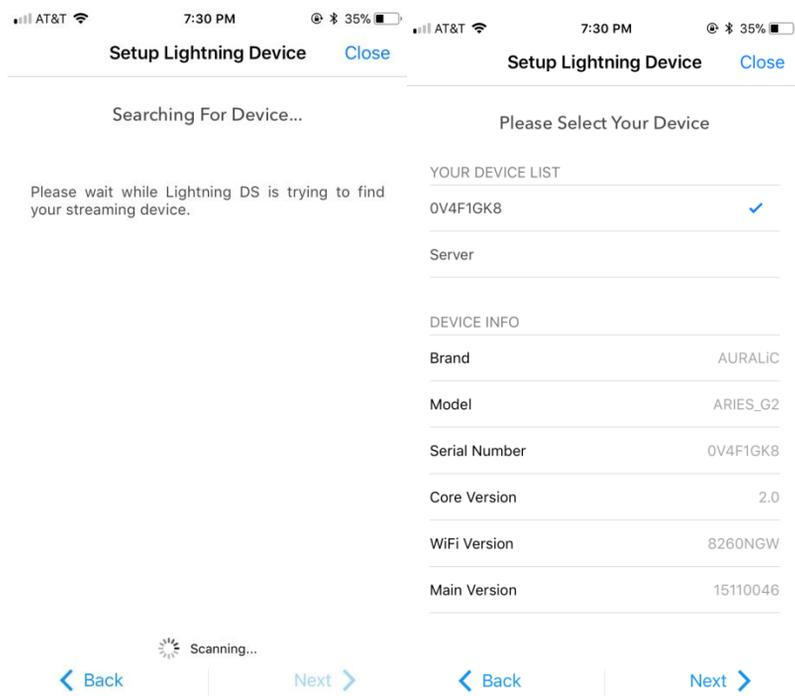 AT&T 7:30 PM 35%
Setup Lightning Device Close
Searching For Device...
Please wait while Lightning DS is trying to find
your streaming device.
Scanning...
Back Next
AT&T 7:30 PM 35%
Setup Lightning Device Close
Please Select Your Device
YOUR DEVICE LIST
0V4F1GK8
Server
DEVICE INFO
Brand AURALiC
Model ARIES_G2
Serial Number 0V4F1GK8
Core Version 2.0
WiFi Version 8260NGW
Main Version 15110046
Back Next